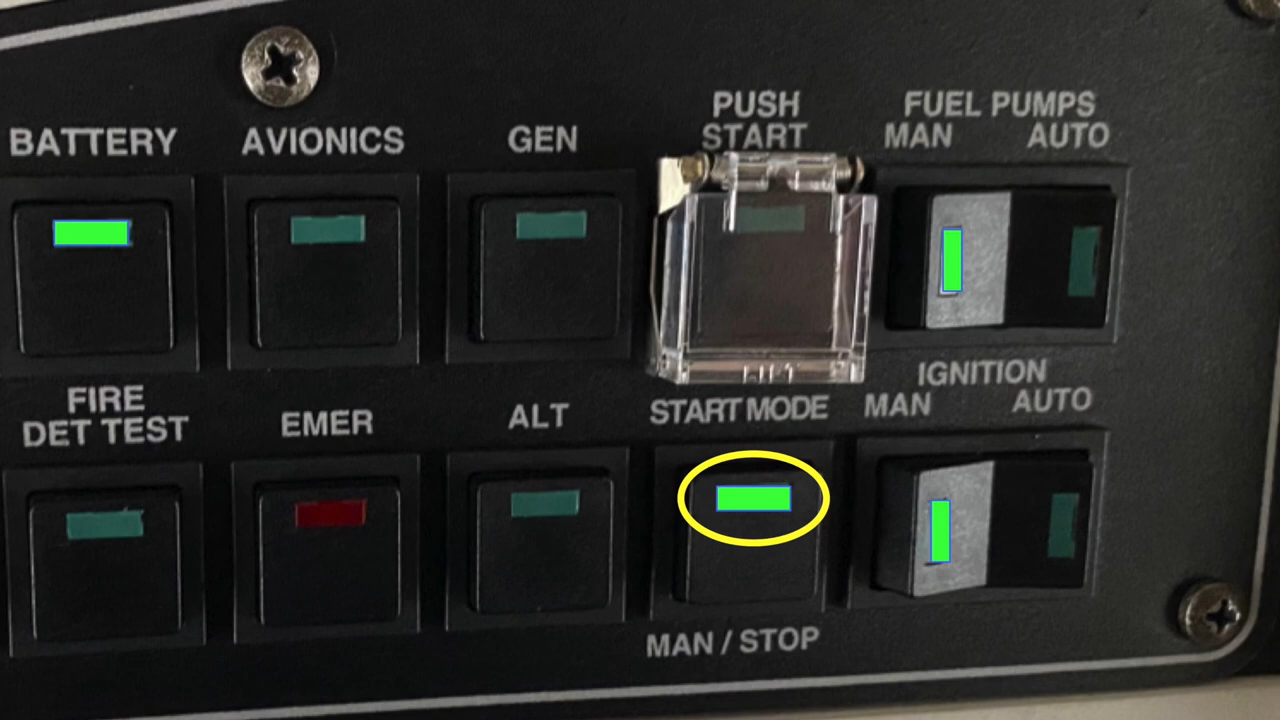 BATTERY
AVIONICS
GEN
PUSH
START
FUEL PUMPS
MAN
AUTO
FIRE
DET TEST
EMER
ALT
START MODE
IGNITION
MAN
AUTO
MAN / STOP